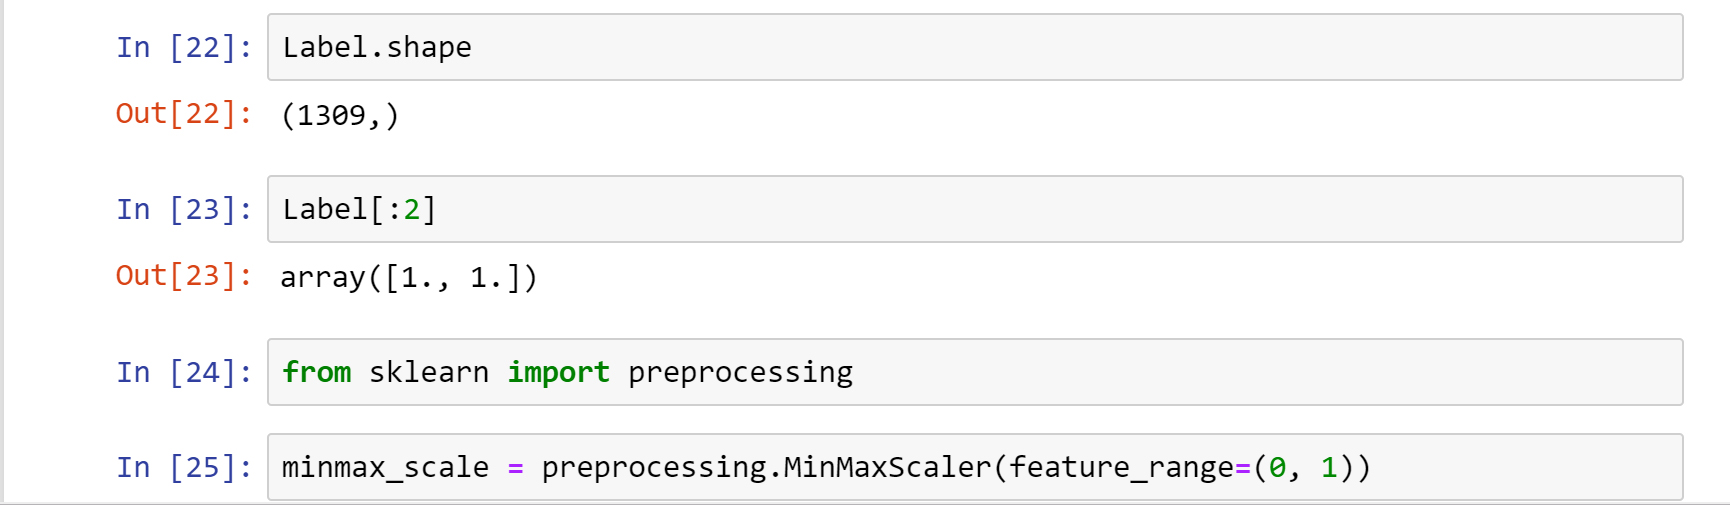 In [22]: Label.shape
Out[22]: (1309,)
In [23]: Label[:2]
Out[23]: array([1., 1.])
In [24]: from sklearn import preprocessing
In [25]: minmax_scale = preprocessing.MinMaxScaler(feature_range=(0, 1))